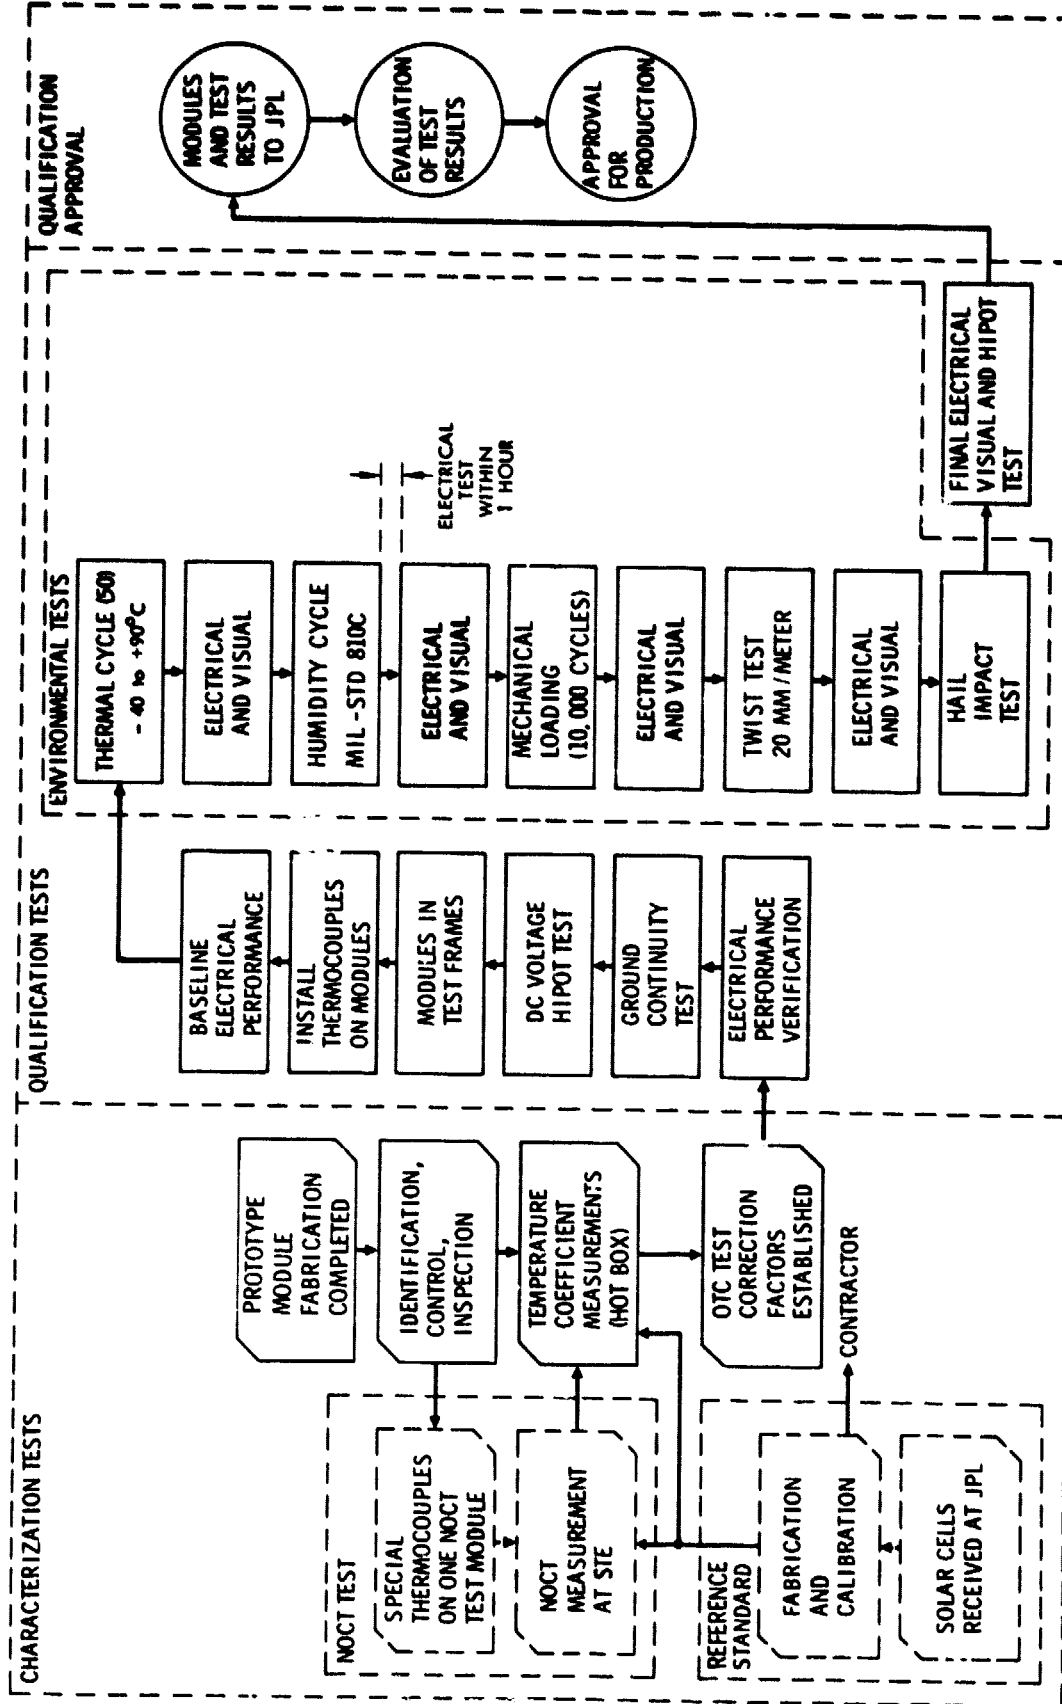 CHARACTERIZATION TESTS
NOCT TEST
SPECIAL
THERMOCOUPLES
ON ONE NOCT
TEST MODULE
NOCT
MEASUREMENT
AT STE
REFERENCE
STANDARD
FABRICATION
AND
CALIBRATION
SOLAR CELLS
RECEIVED AT JPL
CONTRACTOR
PROTOTYPE
MODULE
FABRICATION
COMPLETED
IDENTIFICATION,
CONTROL,
INSPECTION
TEMPERATURE
COEFFICIENT
MEASUREMENTS
(HOT BOX)
OTC TEST
CORRECTION
FACTORS
ESTABLISHED
QUALIFICATION TESTS
BASELINE
ELECTRICAL
PERFORMANCE
INSTALL
THERMOCOUPLES
ON MODULES
MODULES IN
TEST FRAMES
DC VOLTAGE
HIPOT TEST
GROUND
CONTINUITY
TEST
ELECTRICAL
PERFORMANCE
VERIFICATION
ENVIRONMENTAL TESTS
THERMAL CYCLE (50)
- 40 to +90°C
ELECTRICAL
AND VISUAL
HUMIDITY CYCLE
MIL-STD 810C
ELECTRICAL
TEST
WITHIN
1 HOUR
ELECTRICAL
AND VISUAL
MECHANICAL
LOADING
(10,000 CYCLES)
ELECTRICAL
AND VISUAL
TWIST TEST
20 MM/METER
ELECTRICAL
AND VISUAL
HAIL
IMPACT
TEST
FINAL ELECTRICAL
VISUAL AND HIPOT
TEST
QUALIFICATION
APPROVAL
MODULES
AND TEST
RESULTS
TO JPL
EVALUATION
OF TEST
RESULTS
APPROVAL
FOR
PRODUCTION